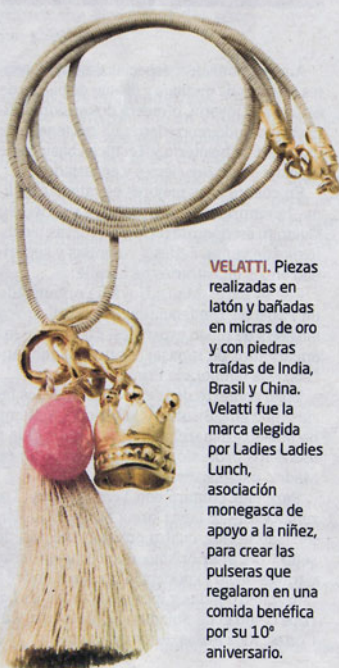 VELATTI. Piezas
realizadas en
latón y bañadas
en micras de oro
y con piedras
traídas de India,
Brasil y China.
Velatti fue la
marca elegida
por Ladies Ladies
Lunch,
asociación
monegasca de
apoyo a la niñez,
para crear las
pulseras que
regalaron en una
comida benéfica
por su 10º
aniversario.